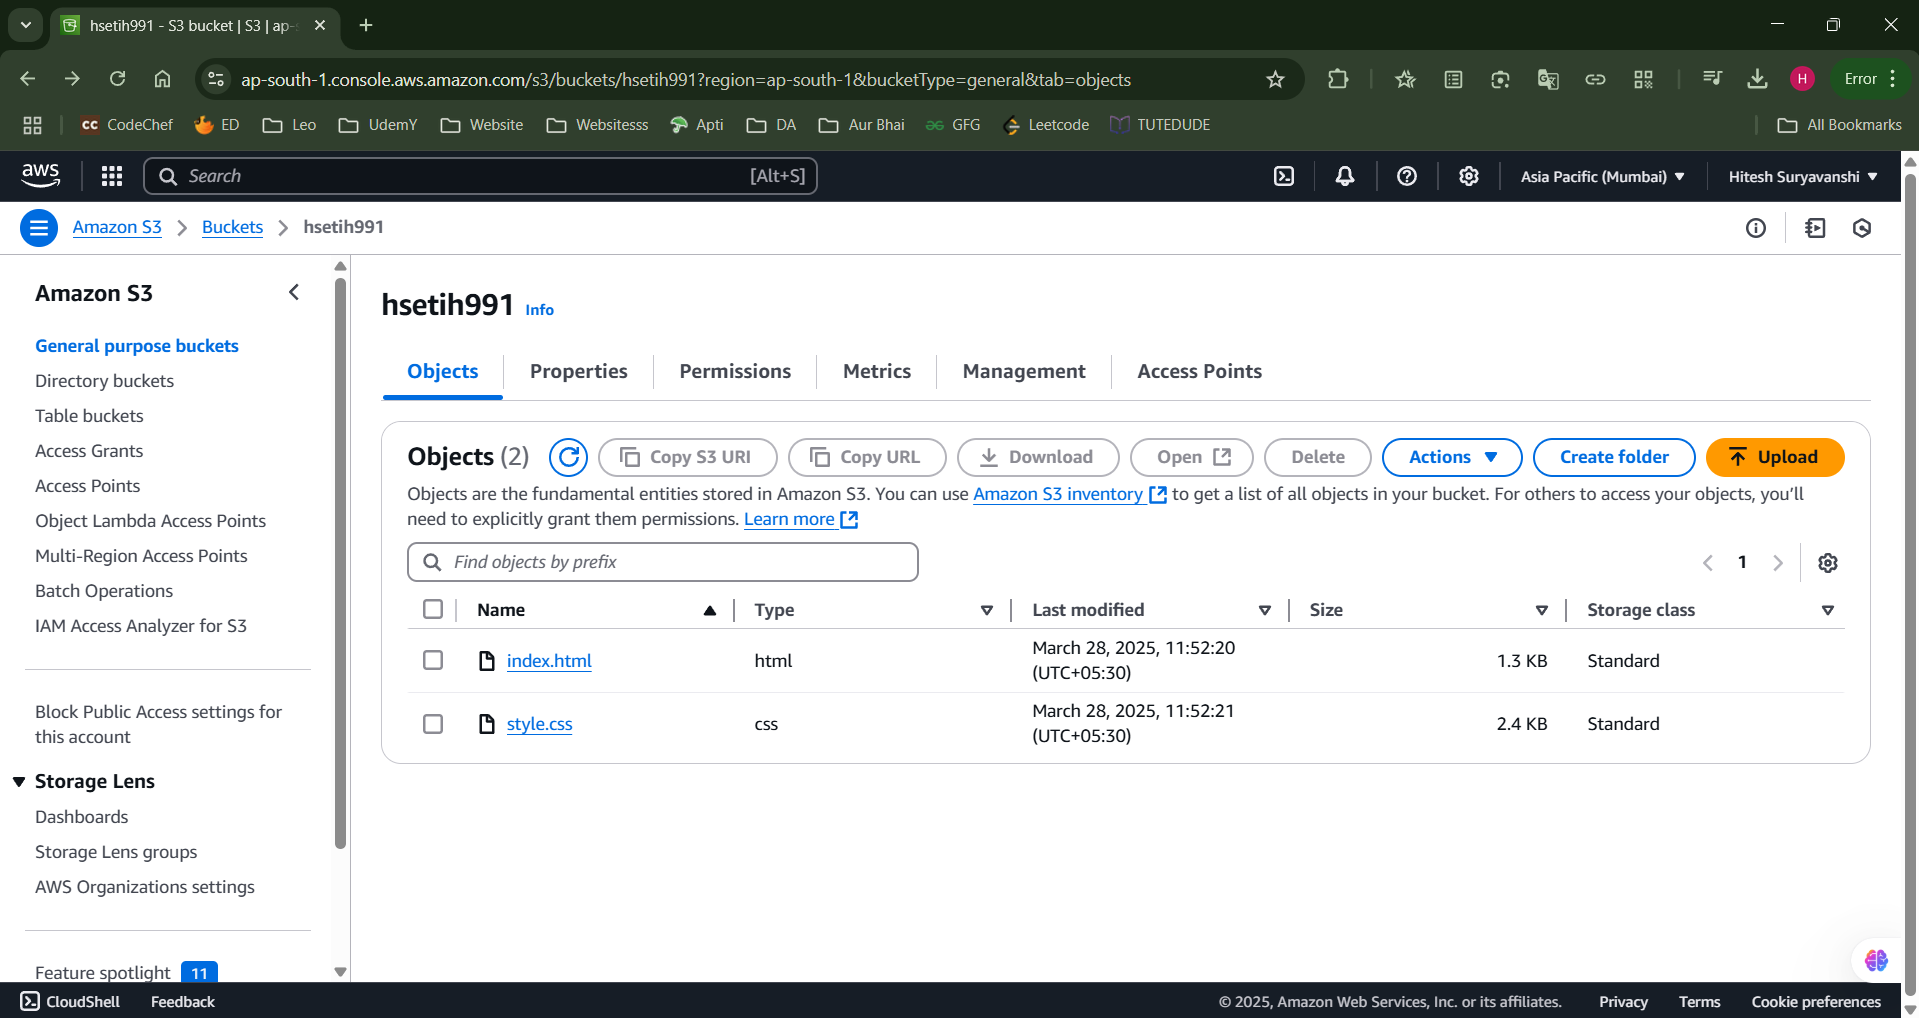 hsetih991 - S3 bucket | S3 | ap-s
ap-south-1.console.aws.amazon.com/s3/buckets/hsetih991?region=ap-south-1&bucketType=general&tab=objects
H
Error
CC CodeChef
ED
Leo
UdemY
Website
Websitesss
Apti
DA
Aur Bhai
GFG
Leetcode
TUTEDUDE
All Bookmarks
aws
Search
[Alt+S]
Asia Pacific (Mumbai)
Hitesh Suryavanshi
Amazon S3
Buckets
hsetih991
Amazon S3
General purpose buckets
Directory buckets
Table buckets
Access Grants
Access Points
Object Lambda Access Points
Multi-Region Access Points
Batch Operations
IAM Access Analyzer for S3
Block Public Access settings for
this account
Storage Lens
Dashboards
Storage Lens groups
AWS Organizations settings
Feature spotlight 11
hsetih991 Info
Objects
Properties
Permissions
Metrics
Management
Access Points
Objects (2)
Copy S3 URI
Copy URL
Download
Open
Delete
Actions
Create folder
Upload
Objects are the fundamental entities stored in Amazon S3. You can use Amazon S3 inventory to get a list of all objects in your bucket. For others to access your objects, you'll
need to explicitly grant them permissions. Learn more
Find objects by prefix
1
Name
Type
Last modified
Size
Storage class
index.html
html
March 28, 2025, 11:52:20
(UTC+05:30)
1.3 KB
Standard
style.css
css
March 28, 2025, 11:52:21
(UTC+05:30)
2.4 KB
Standard
CloudShell
Feedback
© 2025, Amazon Web Services, Inc. or its affiliates.
Privacy
Terms
Cookie preferences